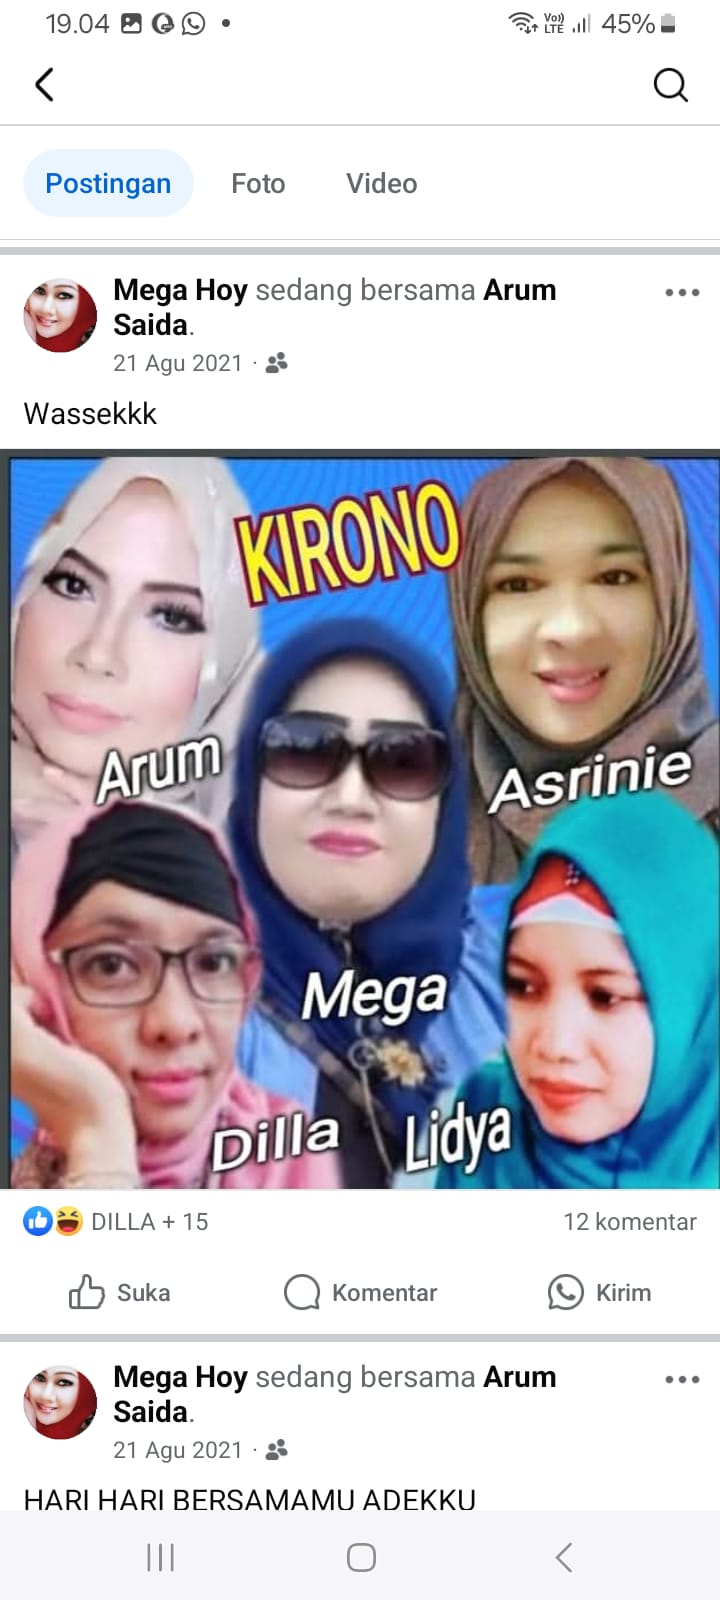 19.04
Vo))
LTE
45%
Postingan
Foto
Video
Mega Hoy sedang bersama Arum
Saida.
21 Agu 2021 ·
Wassekkk
KIRONO
Arum
Asrinie
Mega
Dilla
Lidya
DILLA + 15
12 komentar
Suka
Komentar
Kirim
Mega Hoy sedang bersama Arum
Saida.
21 Agu 2021 ·
HARI HARI BERSAMAMU ADEKKU